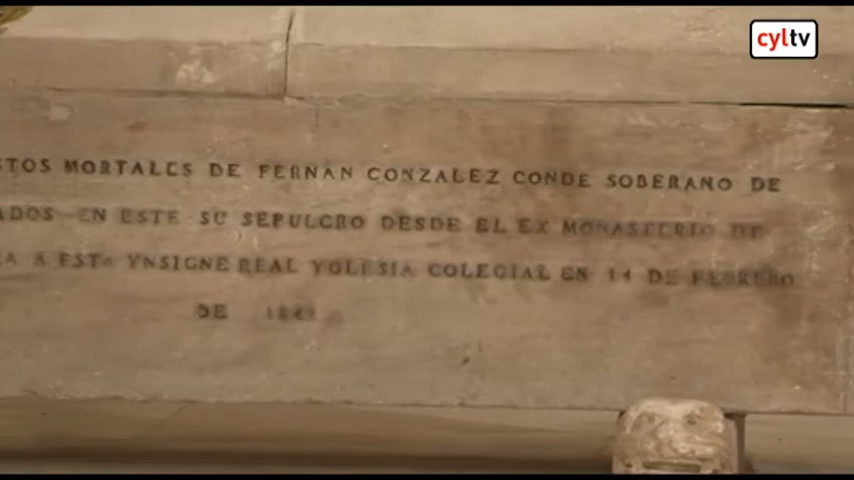 cyltv
STOS MORTALES DE FERNAN GONZALEZ CONDE SOBERANO DE
ADOS EN ESTE SU SEPULCRO DESDE EL EX MONASTERIO DE
A A ESTA YNSIGNE REAL YGLESIA COLEGIAL EN 14 DE FEBRERO
DE 1841